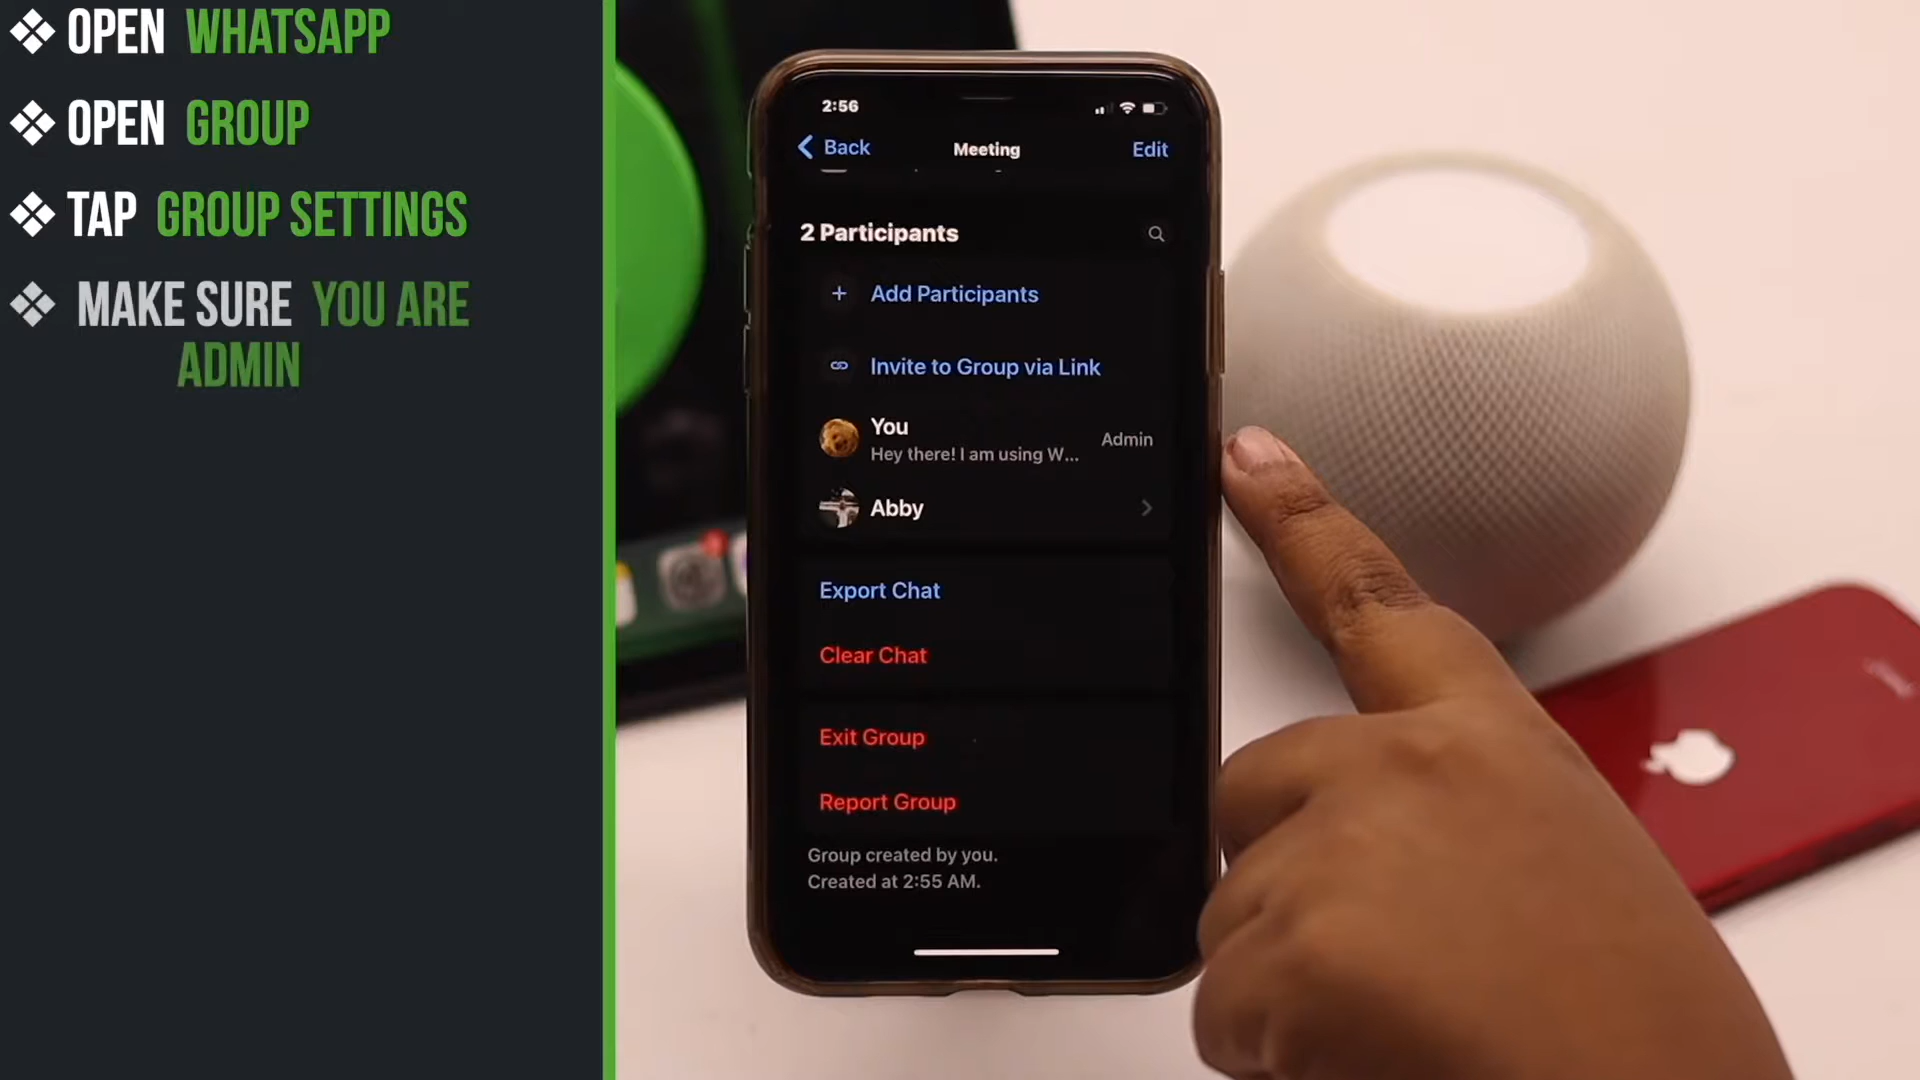 OPEN WHATSAPP
OPEN GROUP
TAP GROUP SETTINGS
MAKE SURE YOU ARE
ADMIN
2:56
Back
Meeting
Edit
2 Participants
Add Participants
Invite to Group via Link
You
Admin
Hey there! I am using W...
Abby
Export Chat
Clear Chat
Exit Group
Report Group
Group created by you.
Created at 2:55 AM.